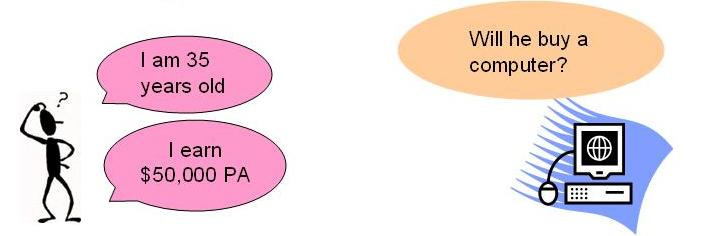 I am 35
years old
Will he buy a
computer?
?
I earn
$50,000 PA